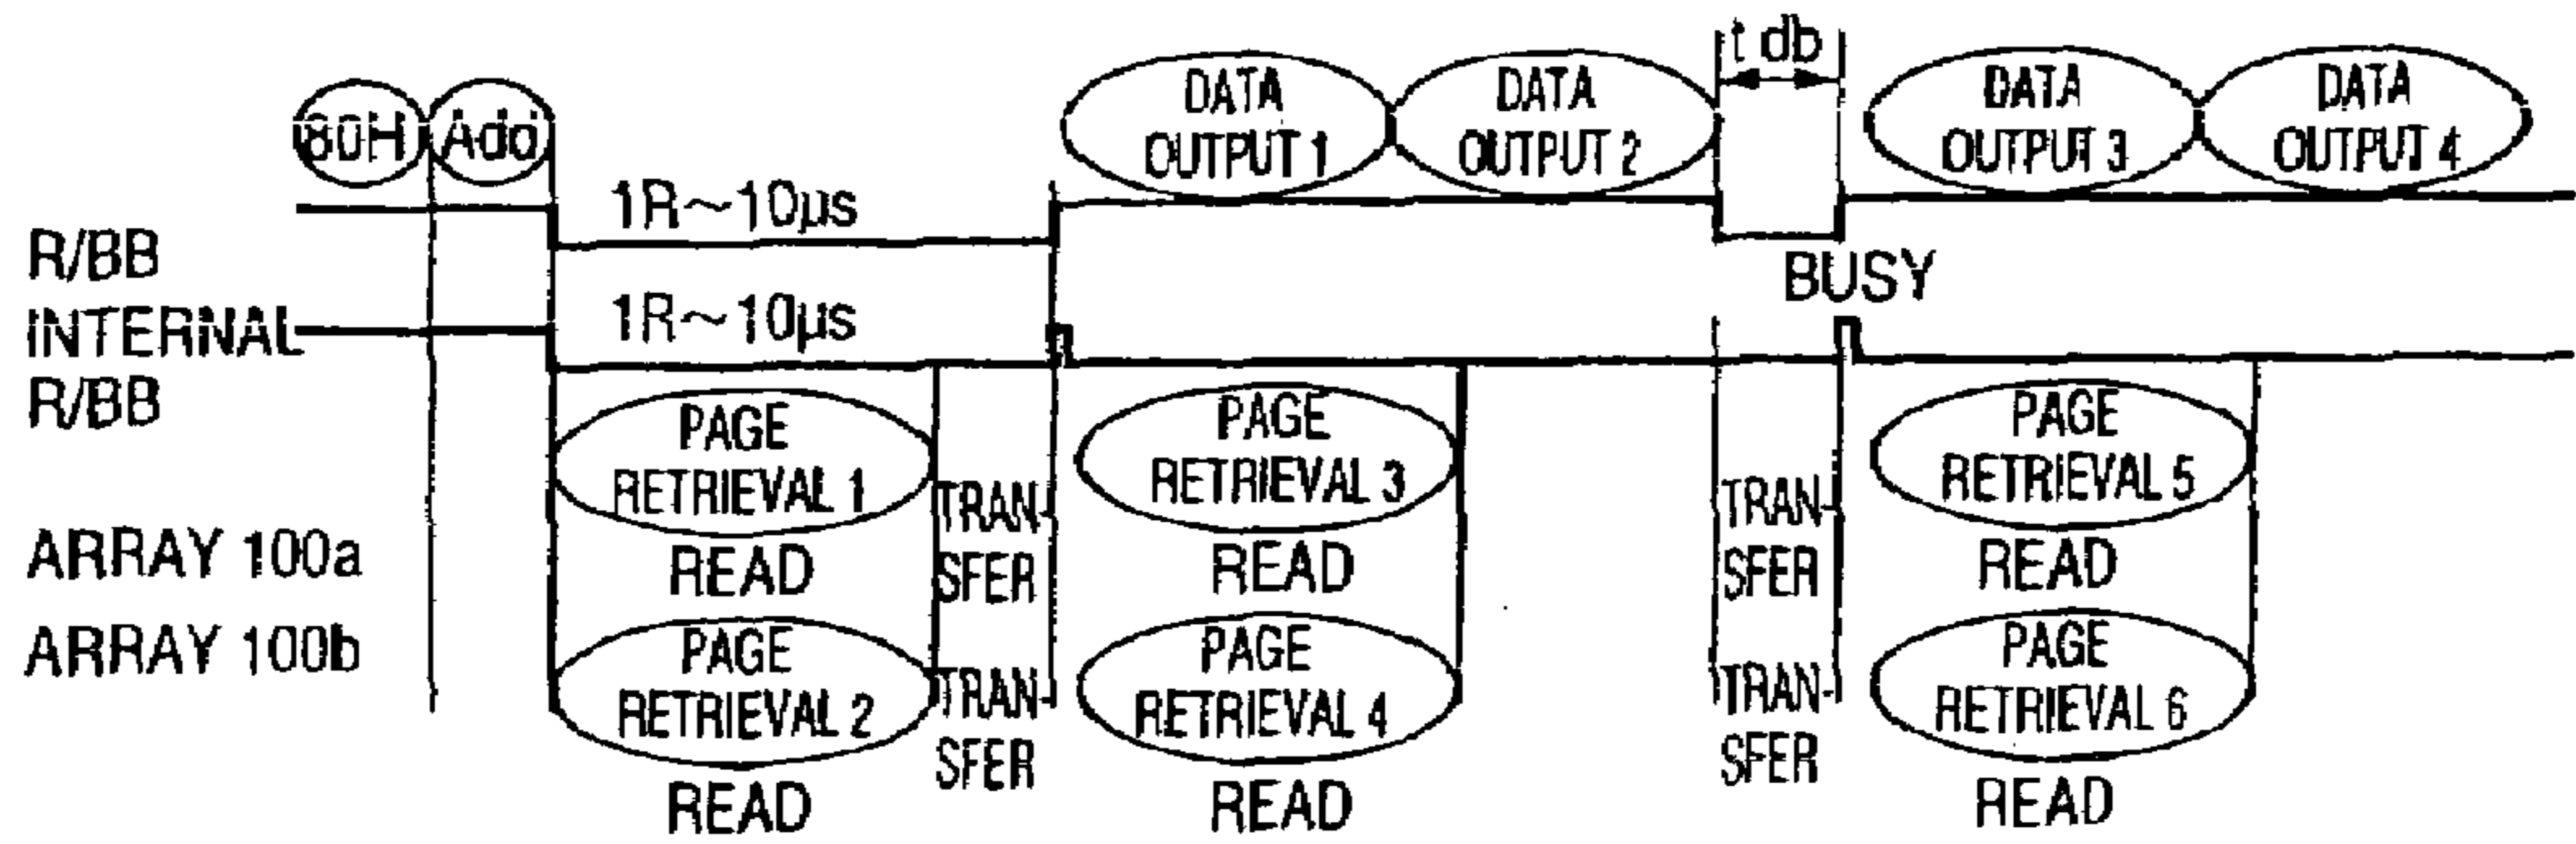 t db
DATA OUTPUT 1
DATA OUTPUT 2
DATA OUTPUT 3
DATA OUTPUT 4
80H
Add
1R~10µs
R/BB
BUSY
INTERNAL R/BB
1R~10µs
PAGE RETRIEVAL 1
PAGE RETRIEVAL 3
PAGE RETRIEVAL 5
TRAN-
SFER
TRAN-
SFER
ARRAY 100a
READ
READ
READ
ARRAY 100b
PAGE RETRIEVAL 2
PAGE RETRIEVAL 4
PAGE RETRIEVAL 6
TRAN-
SFER
TRAN-
SFER
READ
READ
READ